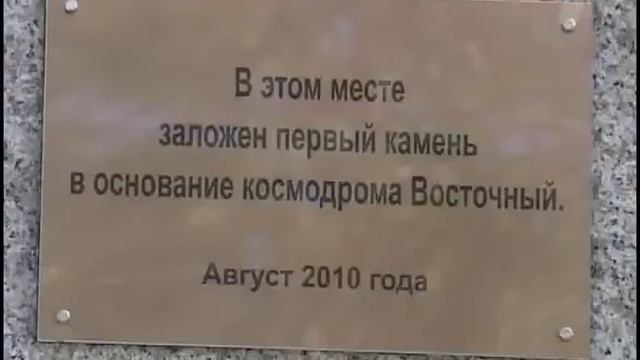 В этом месте
заложен первый камень
в основание космодрома Восточный.
Август 2010 года